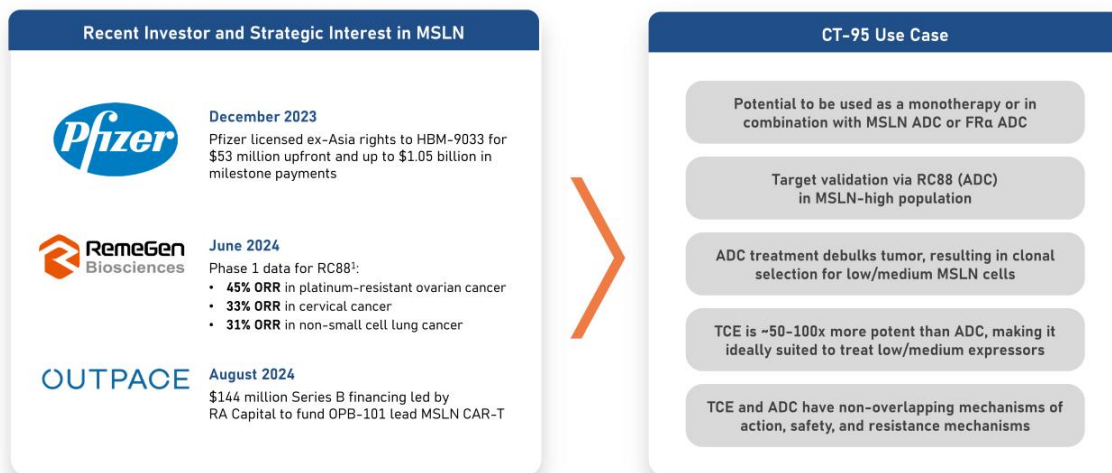 Recent Investor and Strategic Interest in MSLN
Pfizer
December 2023
Pfizer licensed ex-Asia rights to HBM-9033 for
$53 million upfront and up to $1.05 billion in
milestone payments
RemeGen
Biosciences
June 2024
Phase 1 data for RC88¹:
• 45% ORR in platinum-resistant ovarian cancer
• 33% ORR in cervical cancer
• 31% ORR in non-small cell lung cancer
OUTPACE
August 2024
$144 million Series B financing led by
RA Capital to fund OPB-101 lead MSLN CAR-T
CT-95 Use Case
Potential to be used as a monotherapy or in
combination with MSLN ADC or FRα ADC
Target validation via RC88 (ADC)
in MSLN-high population
ADC treatment debulks tumor, resulting in clonal
selection for low/medium MSLN cells
TCE is ~50-100x more potent than ADC, making it
ideally suited to treat low/medium expressors
TCE and ADC have non-overlapping mechanisms of
action, safety, and resistance mechanisms